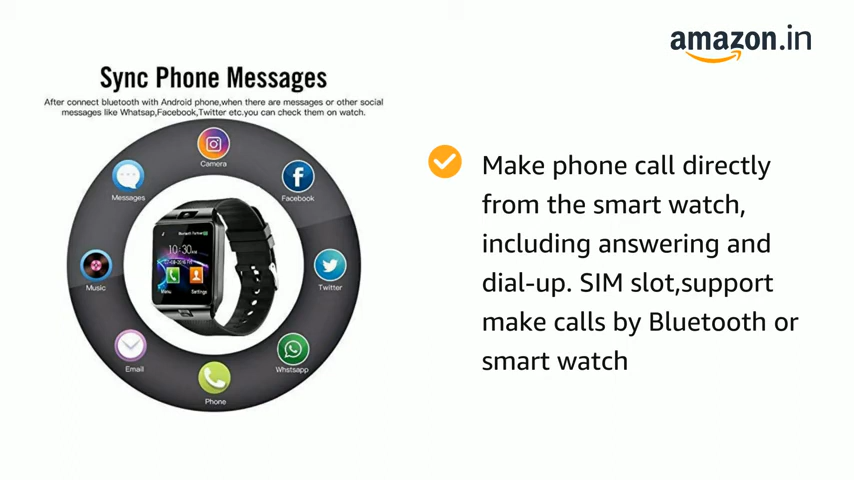 amazon.in
Sync Phone Messages
After connect bluetooth with Android phone,when there are messages or other social
messages like Whatsap,Facebook,Twitter etc.you can check them on watch.
Camera
Messages
Facebook
Music
Twitter
Email
Whstsapp
Phone
10:30
Menu
Settings
Make phone call directly
from the smart watch,
including answering and
dial-up. SIM slot,support
make calls by Bluetooth or
smart watch